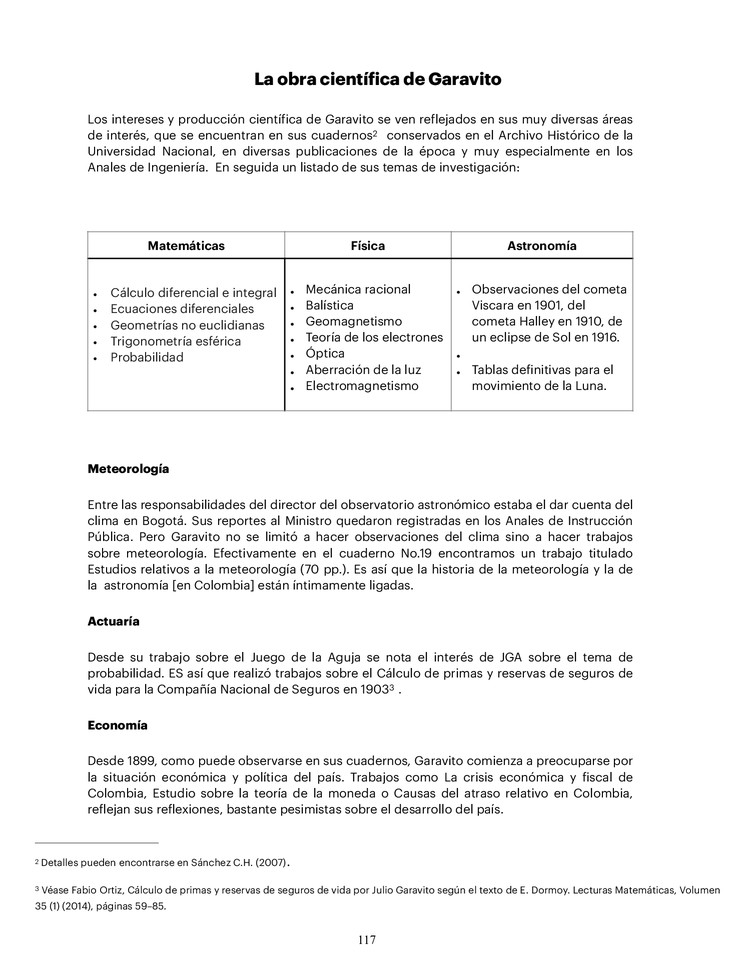 La obra científica de Garavito
Los intereses y producción científica de Garavito se ven reflejados en sus muy diversas áreas
de interés, que se encuentran en sus cuadernos2 conservados en el Archivo Histórico de la
Universidad Nacional, en diversas publicaciones de la época y muy especialmente en los
Anales de Ingeniería. En seguida un listado de sus temas de investigación:
Matemáticas
• Cálculo diferencial e integral
• Ecuaciones diferenciales
• Geometrías no euclidianas
• Trigonometría esférica
• Probabilidad
Física
• Mecánica racional
• Balística
• Geomagnetismo
• Teoría de los electrones
• Óptica
• Aberración de la luz
• Electromagnetismo
Astronomía
• Observaciones del cometa
Viscara en 1901, del
cometa Halley en 1910, de
un eclipse de Sol en 1916.
•
• Tablas definitivas para el
movimiento de la Luna.
Meteorología
Entre las responsabilidades del director del observatorio astronómico estaba el dar cuenta del
clima en Bogotá. Sus reportes al Ministro quedaron registradas en los Anales de Instrucción
Pública. Pero Garavito no se limitó a hacer observaciones del clima sino a hacer trabajos
sobre meteorología. Efectivamente en el cuaderno No.19 encontramos un trabajo titulado
Estudios relativos a la meteorología (70 pp.). Es así que la historia de la meteorología y la de
la astronomía [en Colombia] están íntimamente ligadas.
Actuaría
Desde su trabajo sobre el Juego de la Aguja se nota el interés de JGA sobre el tema de
probabilidad. ES así que realizó trabajos sobre el Cálculo de primas y reservas de seguros de
vida para la Compañía Nacional de Seguros en 19033 .
Economía
Desde 1899, como puede observarse en sus cuadernos, Garavito comienza a preocuparse por
la situación económica y política del país. Trabajos como La crisis económica y fiscal de
Colombia, Estudio sobre la teoría de la moneda o Causas del atraso relativo en Colombia,
reflejan sus reflexiones, bastante pesimistas sobre el desarrollo del país.
2 Detalles pueden encontrarse en Sánchez C.H. (2007).
3 Véase Fabio Ortiz, Cálculo de primas y reservas de seguros de vida por Julio Garavito según el texto de E. Dormoy. Lecturas Matemáticas, Volumen
35 (1) (2014), páginas 59–85.
117